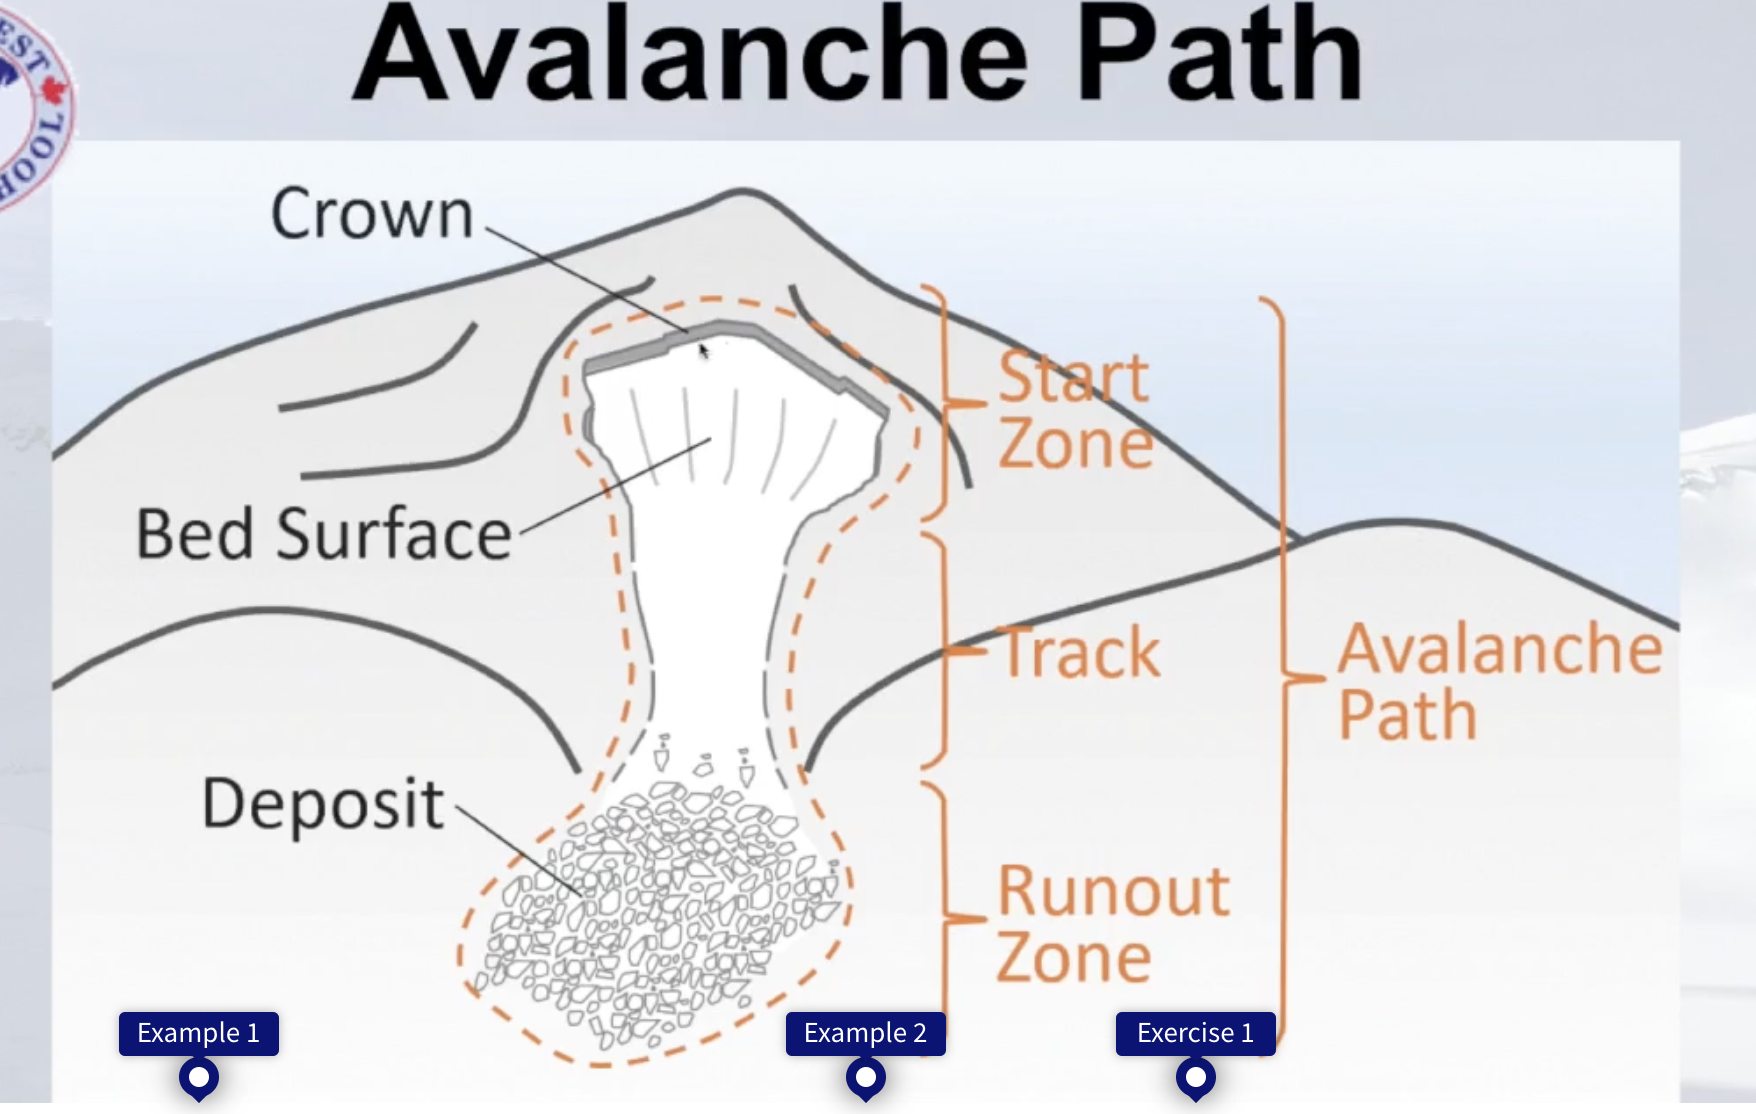 Avalanche Path
EST
HOOL
Crown
Start
Zone
Bed Surface
Track
Avalanche
Path
Deposit
Runout
Zone
Example 1
Example 2
Exercise 1